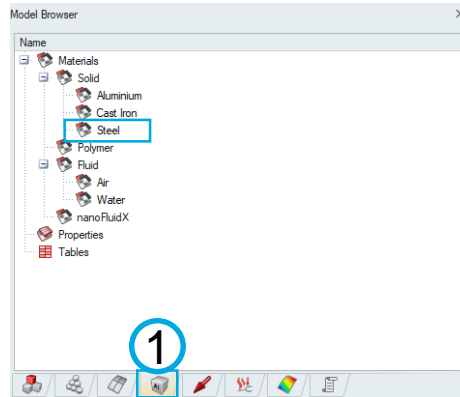 Model Browser
Name
Materials
Solid
Aluminium
Cast Iron
Steel
Polymer
Fluid
Air
Water
nanoFluidX
Properties
Tables
1